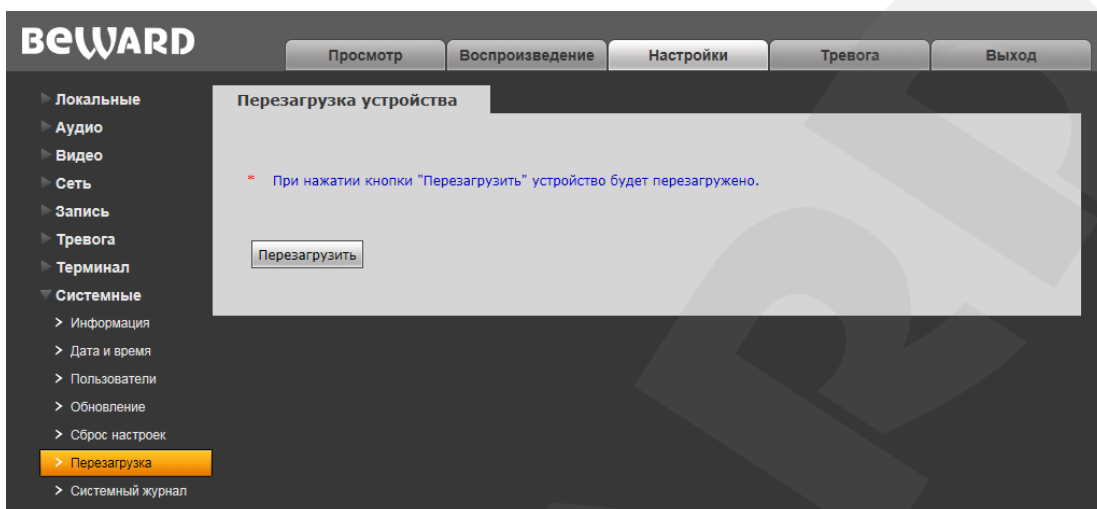 BEWARD
Просмотр Воспроизведение Настройки Тревога Выход
Локальные
Аудио
Видео
Сеть
Запись
Тревога
Терминал
Системные
> Информация
> Дата и время
> Пользователи
> Обновление
> Сброс настроек
> Перезагрузка
> Системный журнал
Перезагрузка устройства
* При нажатии кнопки "Перезагрузить" устройство будет перезагружено.
Перезагрузить